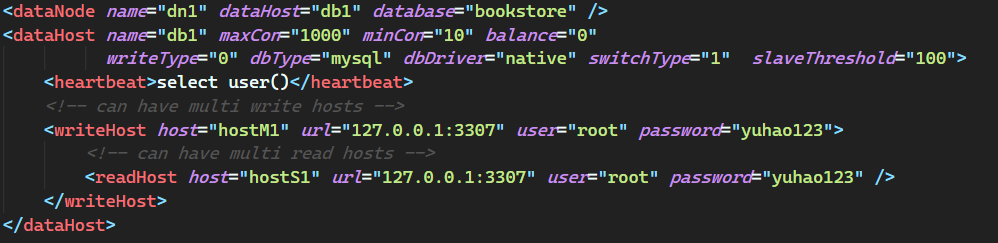 <dataNode name="dn1" dataHost="db1" database="bookstore" />
<dataHost name="db1" maxCon="1000" minCon="10" balance="0"
writeType="0" dbType="mysql" dbDriver="native" switchType="1"  slaveThreshold="100">
<heartbeat>select user()</heartbeat>
<!-- can have multi write hosts -->
<writeHost host="hostM1" url="127.0.0.1:3307" user="root" password="yuhao123">
<!-- can have multi read hosts -->
<readHost host="hostS1" url="127.0.0.1:3307" user="root" password="yuhao123" />
</writeHost>
</dataHost>